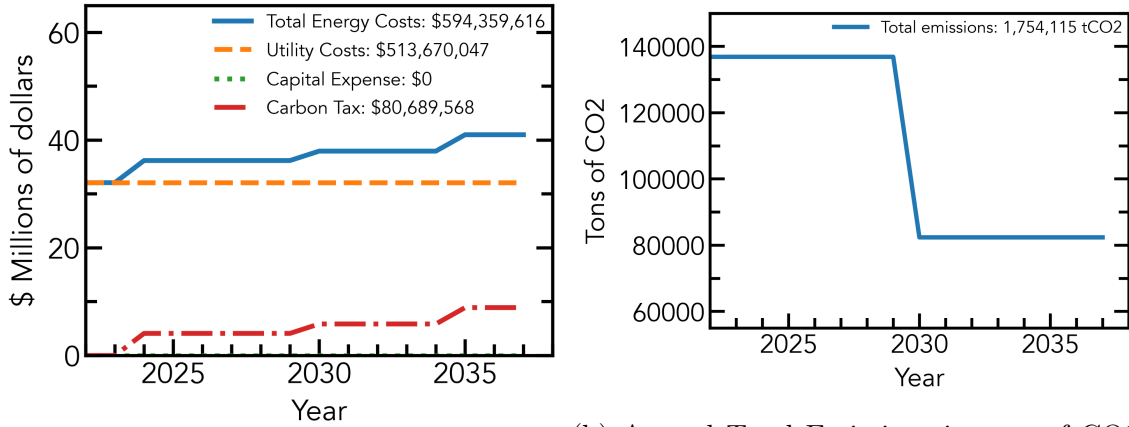 Total Energy Costs: $594,359,616
Utility Costs: $513,670,047
Capital Expense: $0
Carbon Tax: $80,689,568
60
40
20
0
$ Millions of dollars
2025
2030
2035
Year
Total emissions: 1,754,115 tCO2
140000
120000
100000
80000
60000
Tons of CO2
2025
2030
2035
Year